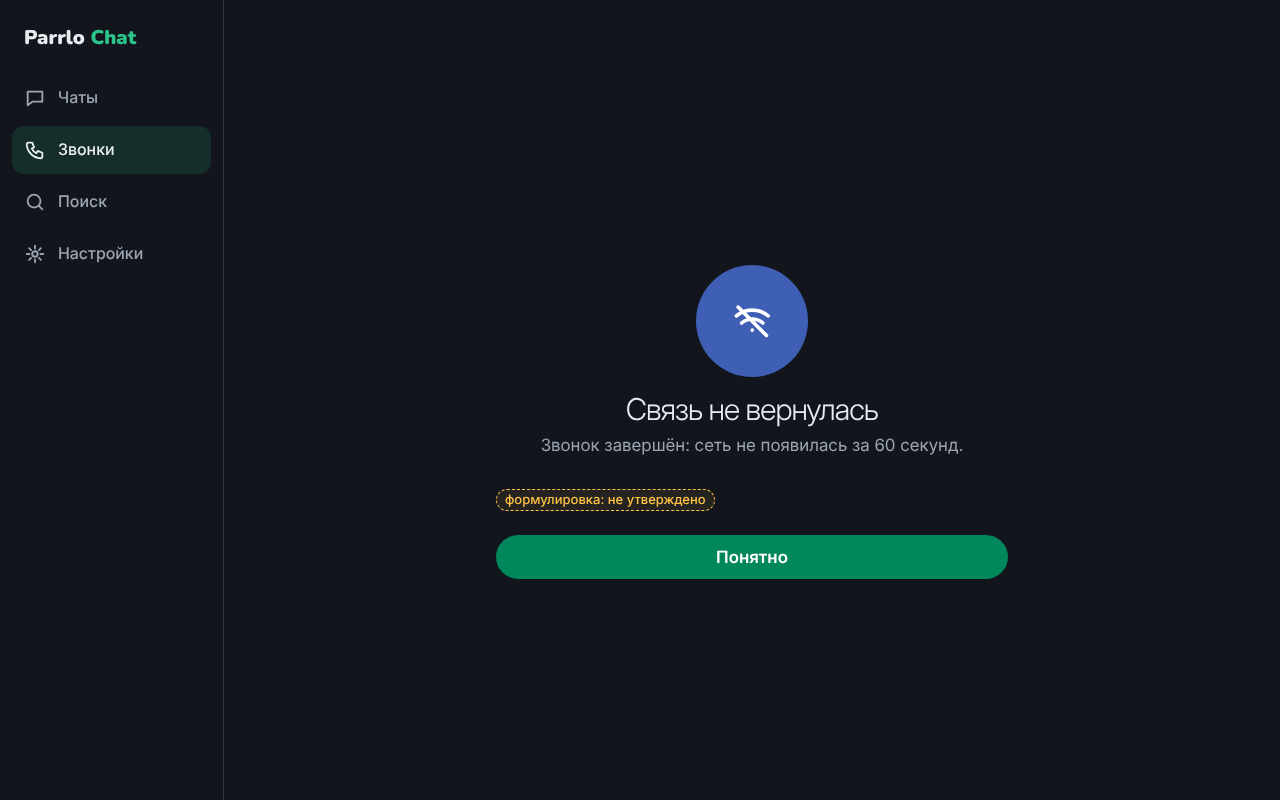 Parrlo Chat
Чаты
Звонки
Поиск
Настройки
Связь не вернулась
Звонок завершён: сеть не появилась за 60 секунд.
формулировка: не утверждено
Понятно